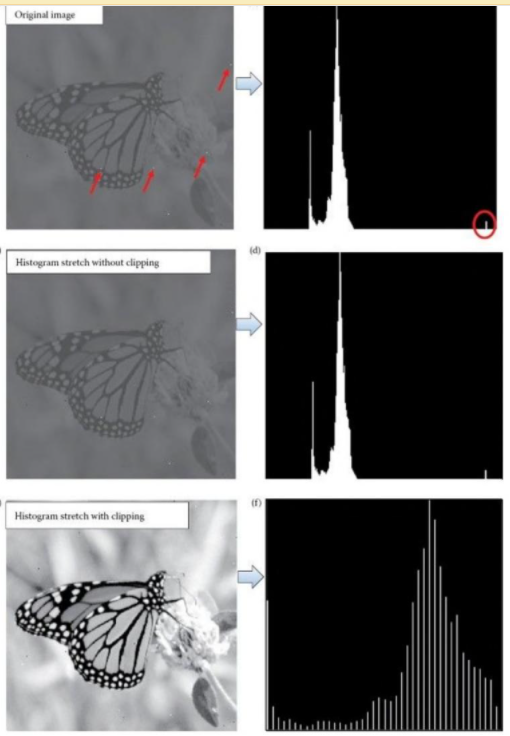 Original image
Histogram stretch without clipping
(d)
Histogram stretch with clipping
(f)